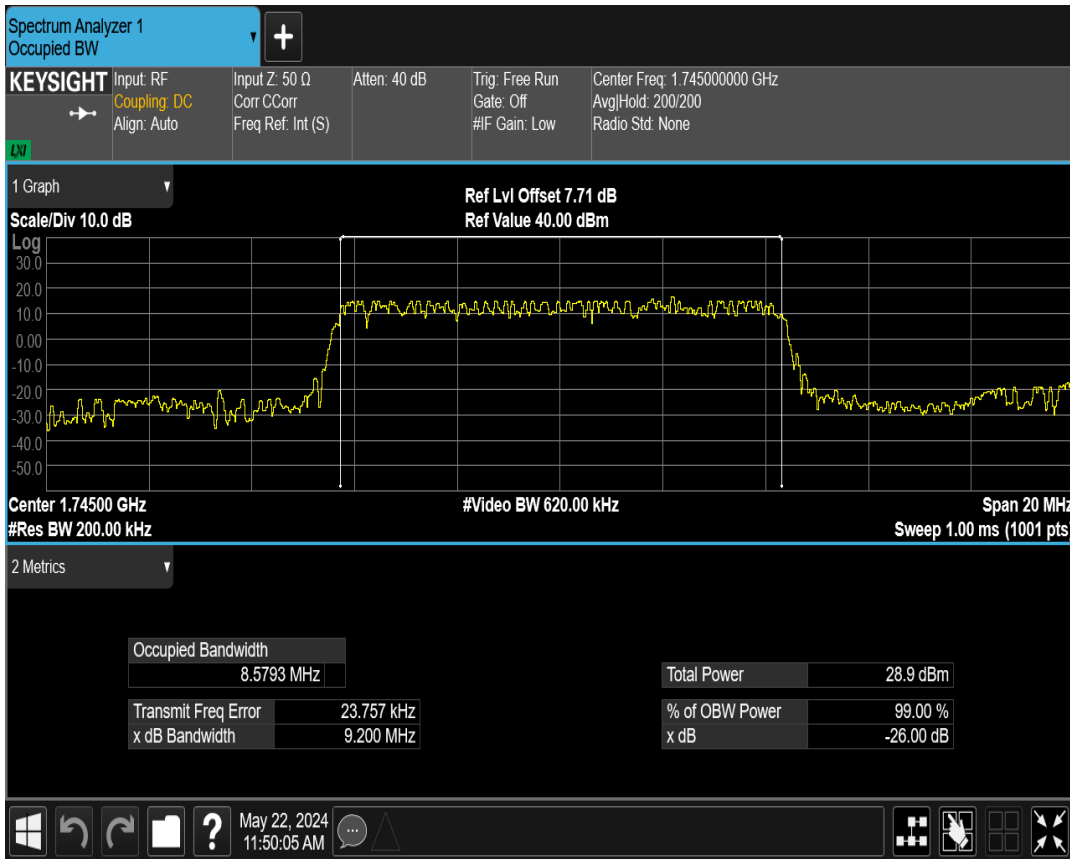 Spectrum Analyzer 1
Occupied BW
KEYSIGHT
Input: RF
Coupling: DC
Align: Auto
Input Z: 50 Ω
Corr CCorr
Freq Ref: Int (S)
Atten: 40 dB
Trig: Free Run
Gate: Off
#IF Gain: Low
Center Freq: 1.745000000 GHz
Avg|Hold: 200/200
Radio Std: None
LXI
1 Graph
Scale/Div 10.0 dB
Ref Lvl Offset 7.71 dB
Ref Value 40.00 dBm
Log
30.0
20.0
10.0
0.00
-10.0
-20.0
-30.0
-40.0
-50.0
Center 1.74500 GHz
#Video BW 620.00 kHz
Span 20 MHz
#Res BW 200.00 kHz
Sweep 1.00 ms (1001 pts)
2 Metrics
Occupied Bandwidth
8.5793 MHz
Total Power 28.9 dBm
Transmit Freq Error 23.757 kHz
% of OBW Power 99.00 %
x dB Bandwidth 9.200 MHz
x dB -26.00 dB
?
May 22, 2024
11:50:05 AM